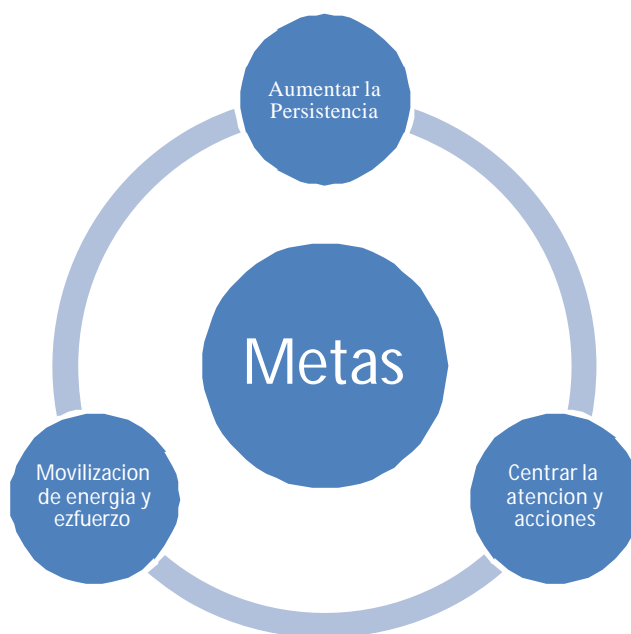 Aumentar la
Persistencia
Metas
Movilizacion
de energia y
ezfuerzo
Centrar la
atencion y
acciones